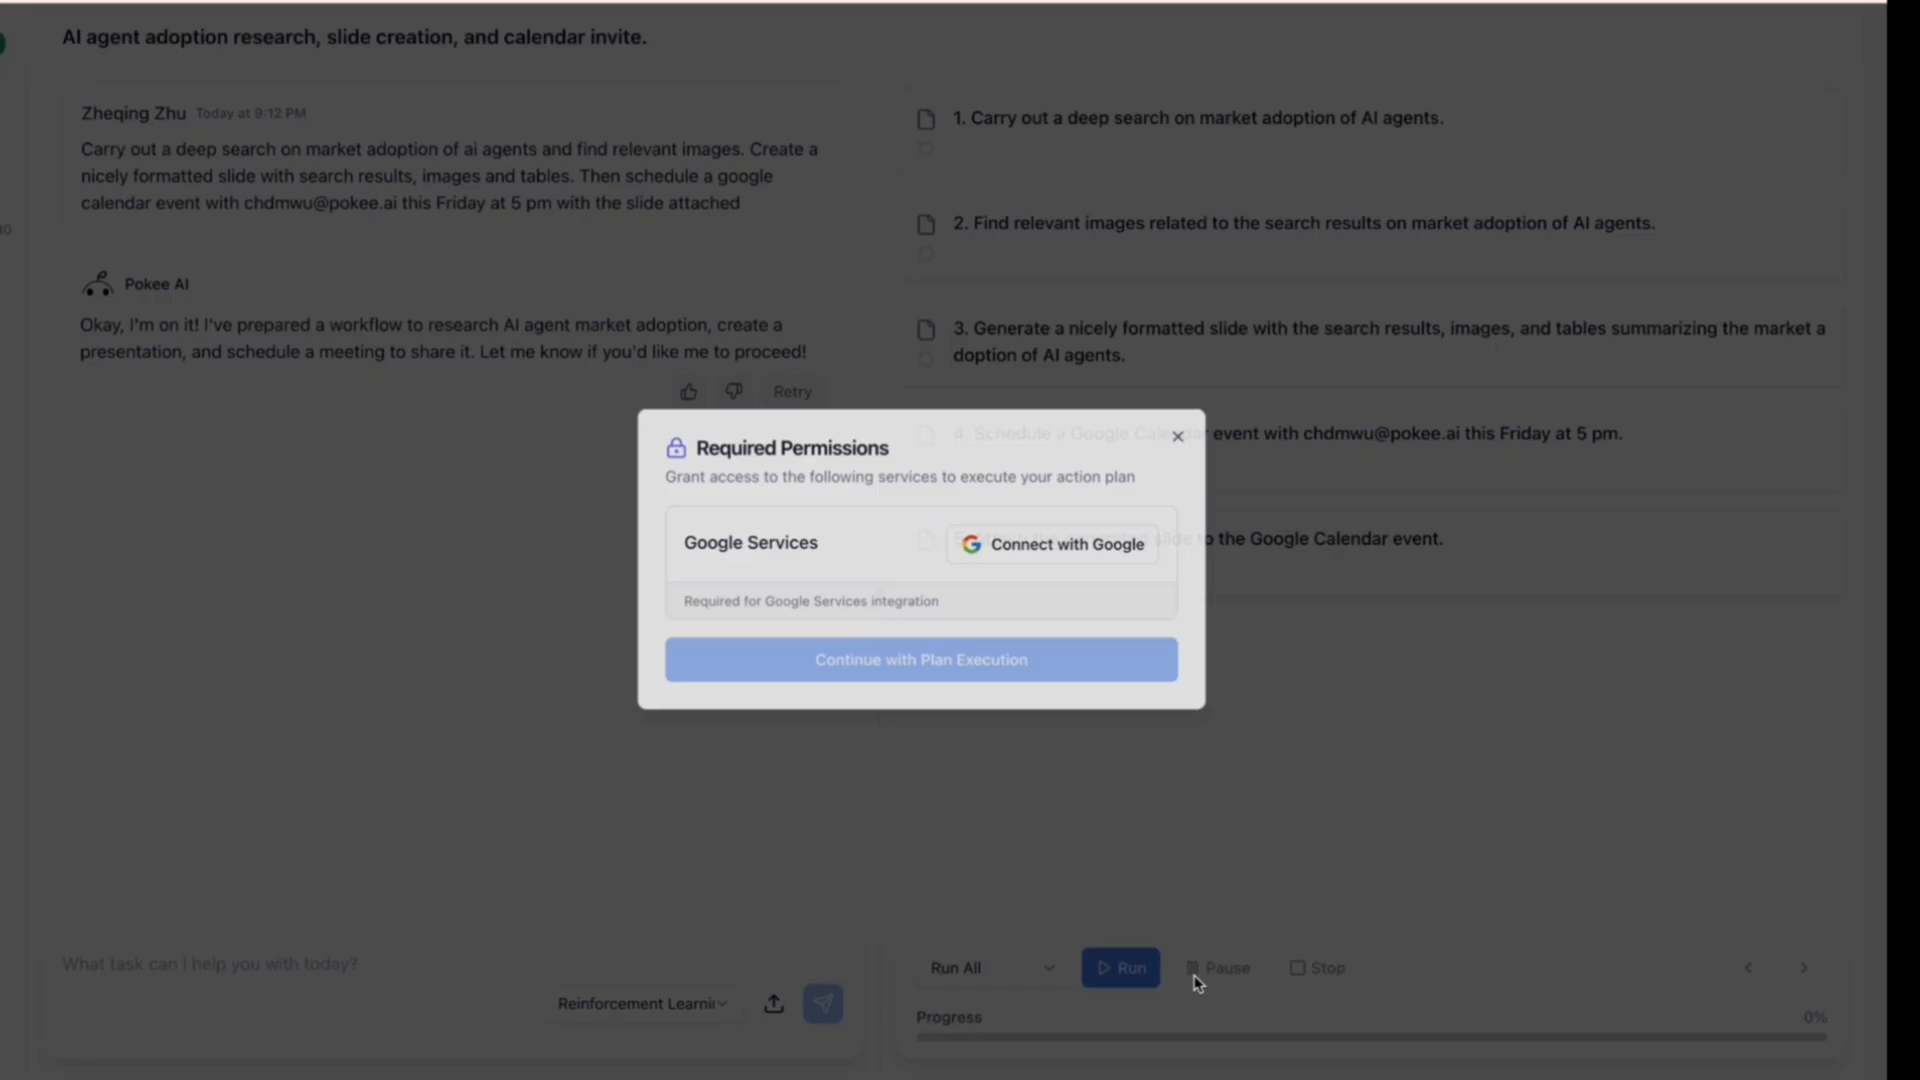 AI agent adoption research, slide creation, and calendar invite.
Zheqing Zhu Today at 9:12 PM
Carry out a deep search on market adoption of ai agents and find relevant images. Create a
nicely formatted slide with search results, images and tables. Then schedule a google
calendar event with chdmwu@pokee.ai this Friday at 5 pm with the slide attached
Pokee AI
Okay, I'm on it! I've prepared a workflow to research AI agent market adoption, create a
presentation, and schedule a meeting to share it. Let me know if you'd like me to proceed!
Retry
1. Carry out a deep search on market adoption of AI agents.
2. Find relevant images related to the search results on market adoption of AI agents.
3. Generate a nicely formatted slide with the search results, images, and tables summarizing the market a
doption of AI agents.
4. Schedule a Google Calendar event with chdmwu@pokee.ai this Friday at 5 pm.
slide to the Google Calendar event.
Required Permissions
Grant access to the following services to execute your action plan
Google Services
Connect with Google
Required for Google Services integration
Continue with Plan Execution
What task can I help you with today?
Reinforcement Learni
Run All
Run
Pause
Stop
Progress
0%